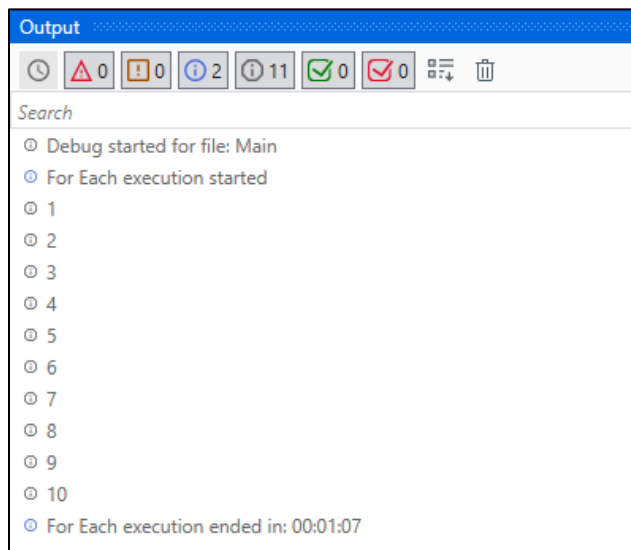 Output
0 0 2 11 0 0
Search
Debug started for file: Main
For Each execution started
1
2
3
4
5
6
7
8
9
10
For Each execution ended in: 00:01:07